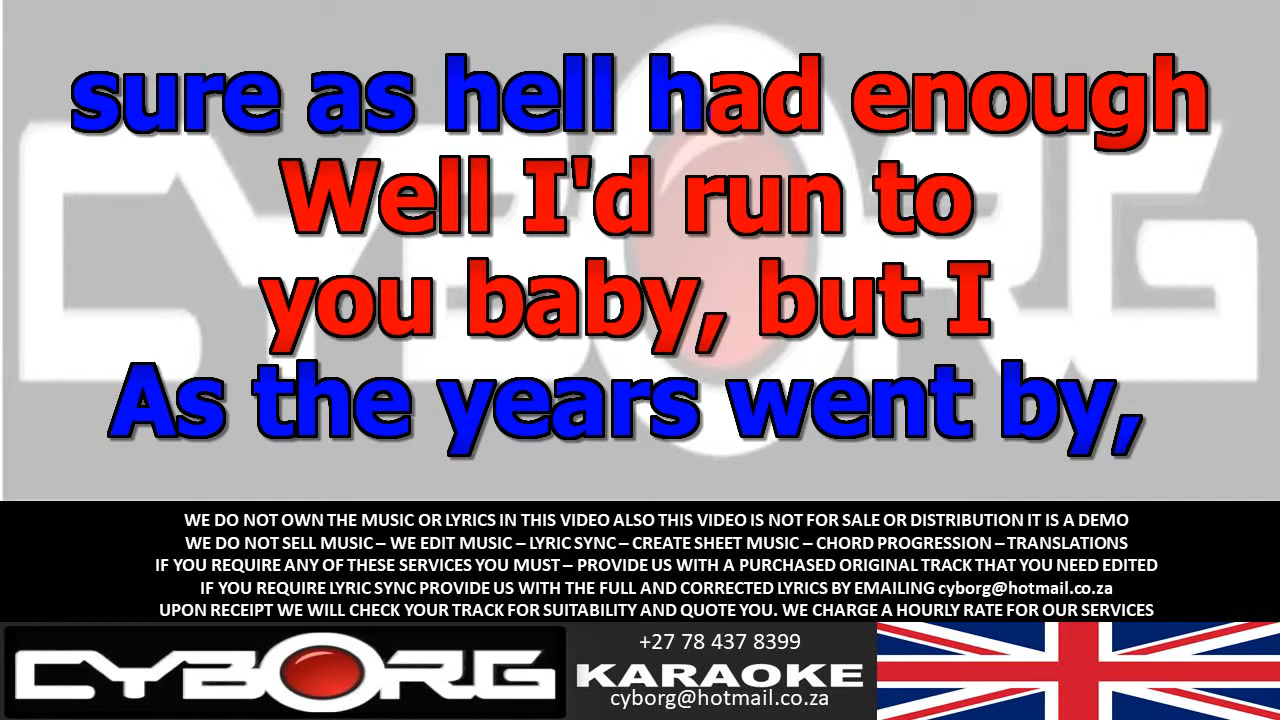 sure as hell had enough
Well I'd run to
you baby, but I
As the years went by,
WE DO NOT OWN THE MUSIC OR LYRICS IN THIS VIDEO ALSO THIS VIDEO IS NOT FOR SALE OR DISTRIBUTION IT IS A DEMO
WE DO NOT SELL MUSIC – WE EDIT MUSIC – LYRIC SYNC – CREATE SHEET MUSIC – CHORD PROGRESSION – TRANSLATIONS
IF YOU REQUIRE ANY OF THESE SERVICES YOU MUST – PROVIDE US WITH A PURCHASED ORIGINAL TRACK THAT YOU NEED EDITED
IF YOU REQUIRE LYRIC SYNC PROVIDE US WITH THE FULL AND CORRECTED LYRICS BY EMAILING cyborg@hotmail.co.za
UPON RECEIPT WE WILL CHECK YOUR TRACK FOR SUITABILITY AND QUOTE YOU. WE CHARGE A HOURLY RATE FOR OUR SERVICES
CYBORG
+27 78 437 8399
KARAOKE
cyborg@hotmail.co.za